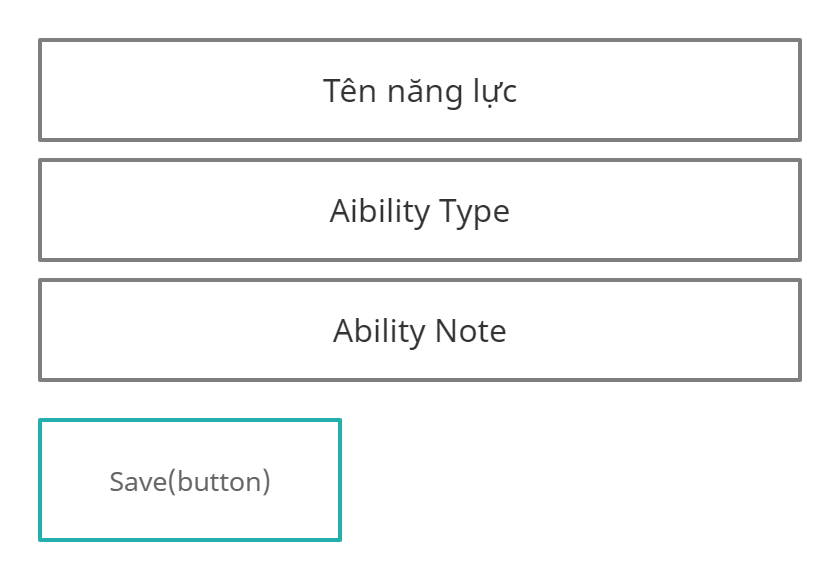 Tên năng lực
Aibility Type
Ability Note
Save(button)